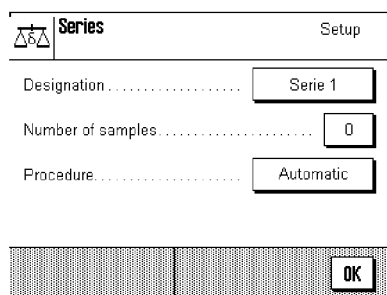 Series Setup
Designation................... Serie 1
Number of samples...................... 0
Procedure..................... Automatic
OK